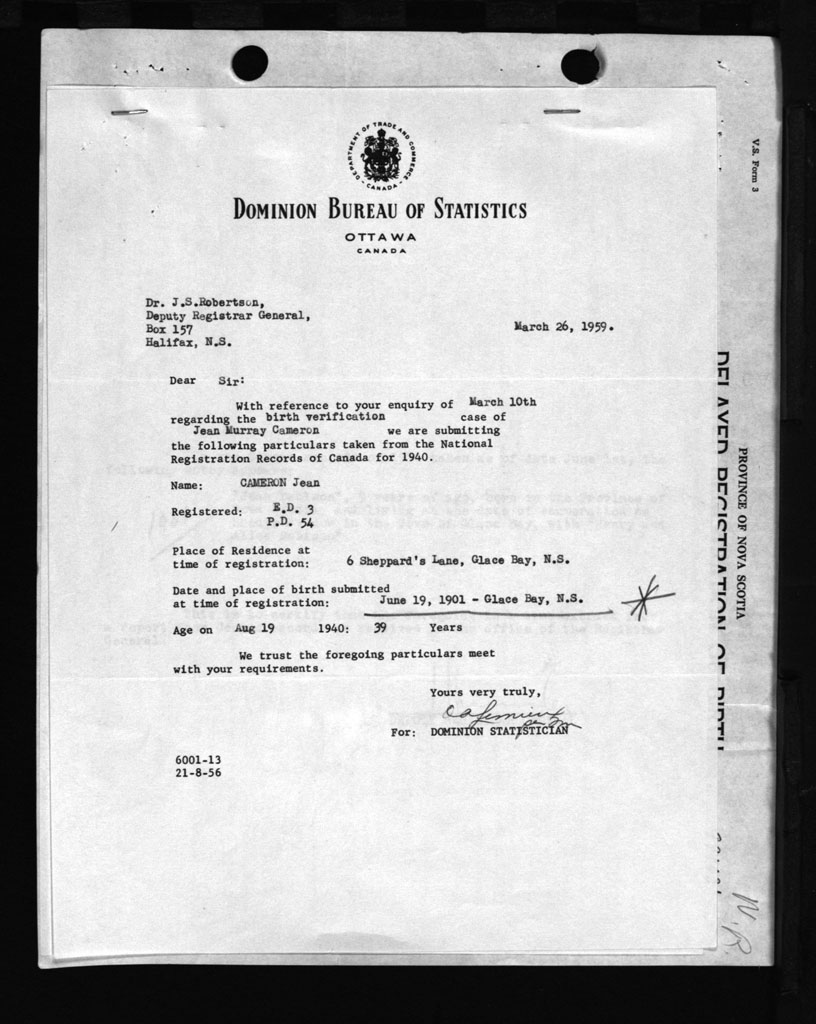 DEPARTMENT OF TRADE AND COMMERCE
- CANADA -
DOMINION BUREAU OF STATISTICS
OTTAWA
CANADA
Dr. J.S.Robertson,
Deputy Registrar General,
Box 157
Halifax, N.S.
March 26, 1959.
Dear Sir:
With reference to your enquiry of March 10th
regarding the birth verification case of
Jean Murray Cameron we are submitting
the following particulars taken from the National
Registration Records of Canada for 1940.
Name: CAMERON Jean
Registered: E.D. 3
P.D. 54
Place of Residence at
time of registration: 6 Sheppard's Lane, Glace Bay, N.S.
Date and place of birth submitted
at time of registration: June 19, 1901 - Glace Bay, N.S.
Age on Aug 19 1940: 39 Years
We trust the foregoing particulars meet
with your requirements.
Yours very truly,
For: DOMINION STATISTICIAN
6001-13
21-8-56
V.S. Form 3
PROVINCE OF NOVA SCOTIA
DELAYED REGISTRATION OF BIRTH
N.R.